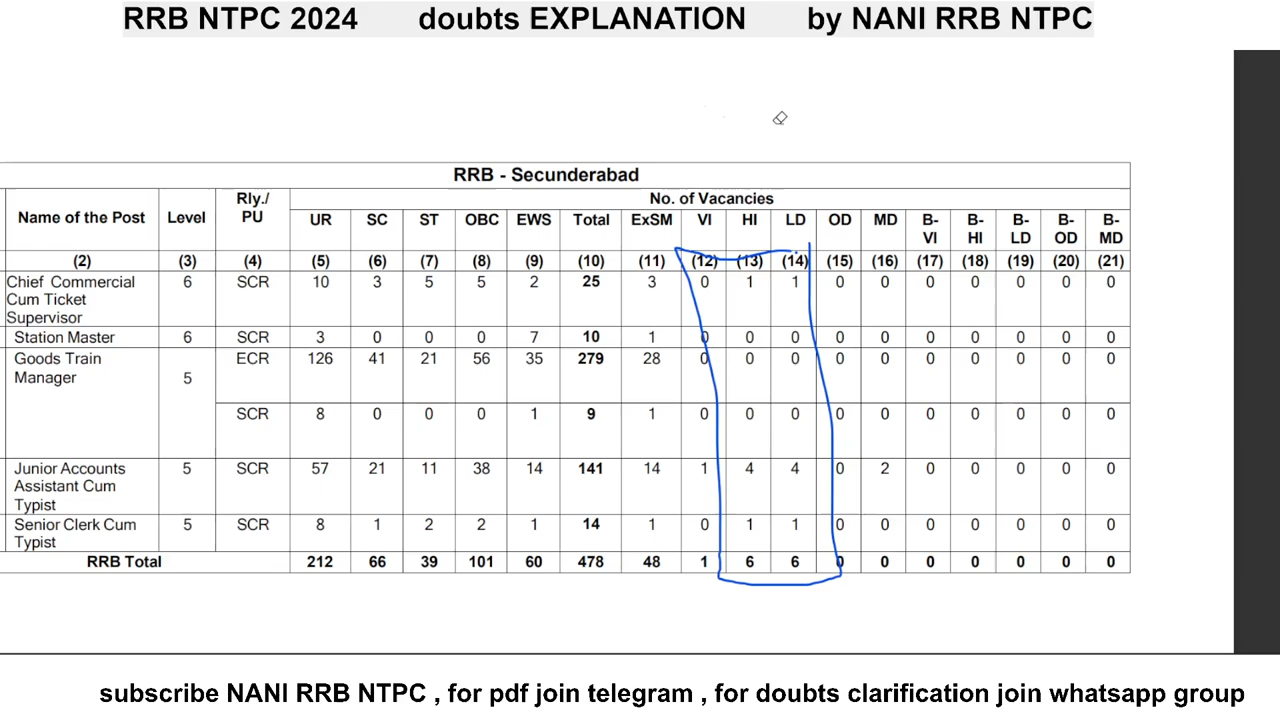 RRB NTPC 2024 doubts EXPLANATION by NANI RRB NTPC
RRB - Secunderabad
Name of the Post Level Rly./ PU No. of Vacancies
UR SC ST OBC EWS Total ExSM VI HI LD OD MD B-VI B-HI B-LD B-OD B-MD
(2) (3) (4) (5) (6) (7) (8) (9) (10) (11) (12) (13) (14) (15) (16) (17) (18) (19) (20) (21)
Chief Commercial Cum Ticket Supervisor 6 SCR 10 3 5 5 2 25 3 0 1 1 0 0 0 0 0 0 0
Station Master 6 SCR 3 0 0 0 7 10 1 0 0 0 0 0 0 0 0 0 0
Goods Train Manager 5 ECR 126 41 21 56 35 279 28 0 0 0 0 0 0 0 0 0 0
SCR 8 0 0 0 1 9 1 0 0 0 0 0 0 0 0 0 0
Junior Accounts Assistant Cum Typist 5 SCR 57 21 11 38 14 141 14 1 4 4 0 2 0 0 0 0 0
Senior Clerk Cum Typist 5 SCR 8 1 2 2 1 14 1 0 1 1 0 0 0 0 0 0 0
RRB Total 212 66 39 101 60 478 48 1 6 6 0 0 0 0 0 0 0
subscribe NANI RRB NTPC , for pdf join telegram , for doubts clarification join whatsapp group